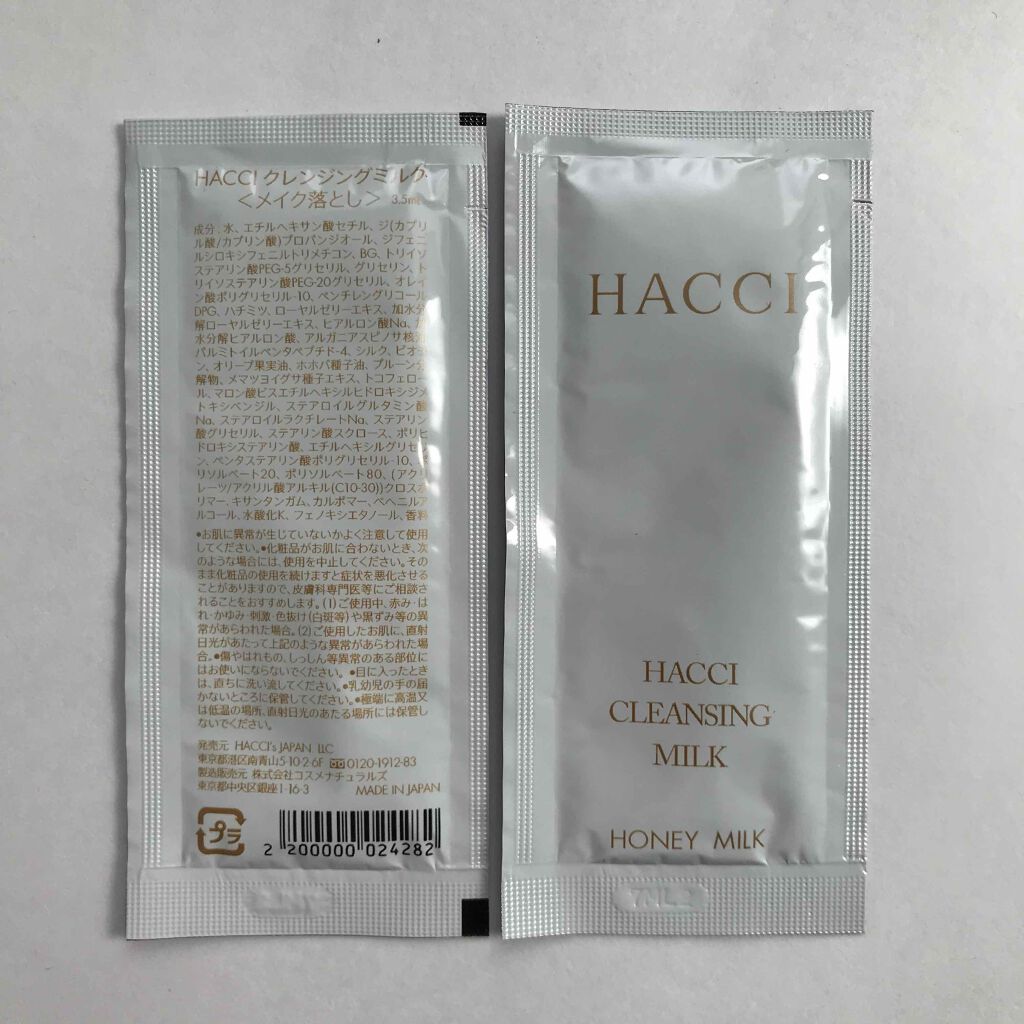 HACCI クレンジングミルク
＜メイク落とし＞ 3.5mL
成分．水、エチルヘキサン酸セチル、ジ(カプリ
ル酸/カプリン酸)プロパンジオール、ジフェニ
ルシロキシフェニルトリメチコン、BG、トリイソ
ステアリン酸PEG-5グリセリル、グリセリン、ト
リイソステアリン酸PEG-20グリセリル、オレイ
ン酸ポリグリセリル-10、ペンチレングリコール
DPG、ハチミツ、ローヤルゼリーエキス、加水分
解ローヤルゼリーエキス、ヒアルロン酸Na、加
水分解ヒアルロン酸、アルガニアスピノサ核油
パルミトイルペンタペプチド-4、シルク、ビオチ
ン、オリーブ果実油、ホホバ種子油、プルーン分
解物、メマツヨイグサ種子エキス、トコフェロー
ル、マロン酸ビスエチルヘキシルヒドロキシジメ
トキシベンジル、ステアロイルグルタミン酸
Na、ステアロイルラクチレートNa、ステアリン
酸グリセリル、ステアリン酸スクロース、ポリヒ
ドロキシステアリン酸、エチルヘキシルグリセリ
ン、ペンタステアリン酸ポリグリセリル-10、ポ
リソルベート20、ポリソルベート80、(アクリ
レーツ/アクリル酸アルキル(C10-30))クロスポ
リマー、キサンタンガム、カルボマー、ベヘニルア
ルコール、水酸化K、フェノキシエタノール、香料
●お肌に異常が生じていないかよく注意して使用
してください。●化粧品がお肌に合わないとき、次
のような場合には、使用を中止してください。その
まま化粧品の使用を続けますと症状を悪化させる
ことがありますので、皮膚科専門医等にご相談さ
れることをおすすめします。(1)ご使用中、赤み・は
れ・かゆみ・刺激・色抜け(白斑等)や黒ずみ等の異
常があらわれた場合。(2)ご使用したお肌に、直射
日光があたって上記のような異常があらわれた場
合。●傷やはれもの、しっしん等異常のある部位に
はお使いにならないでください。●目に入ったとき
は、直ちに洗い流してください。●乳幼児の手の届
かないところに保管してください。●極端に高温又
は低温の場所、直射日光のあたる場所には保管し
ないでください。
発売元 HACCI's JAPAN LLC
東京都港区南青山5-10-2-6F 0120-1912-83
製造販売元 株式会社コスメナチュラルズ
東京都中央区銀座1-16-3 MADE IN JAPAN
プラ
2 200000 024282
HACCI
HACCI
CLEANSING
MILK
HONEY MILK